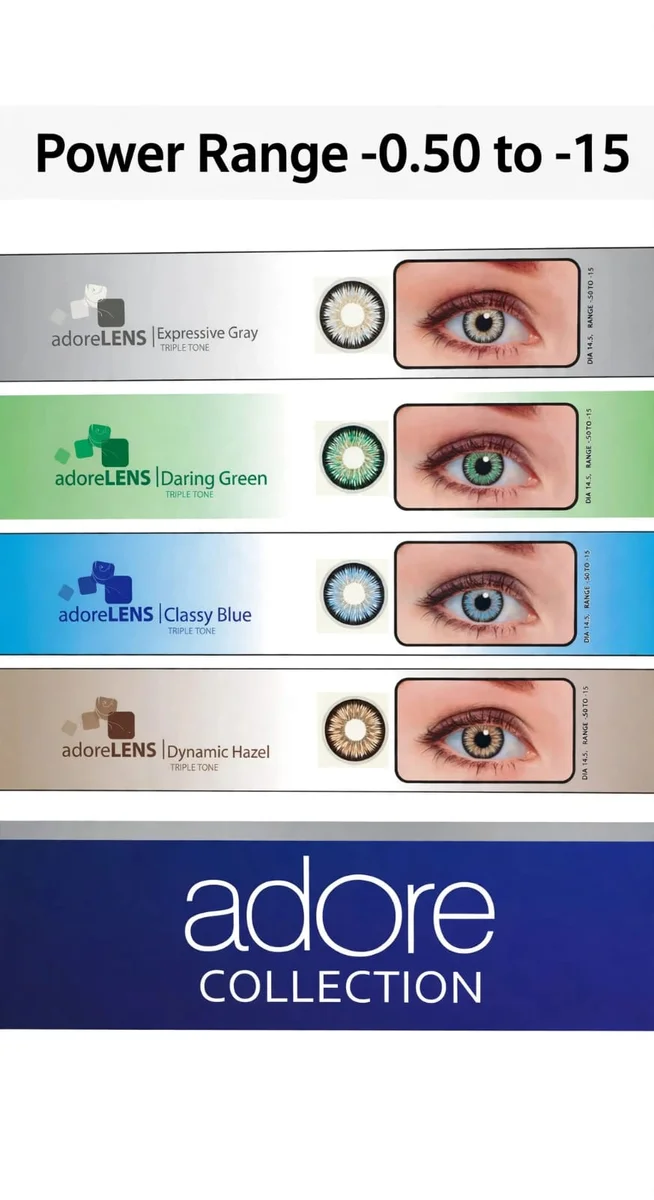 Power Range -0.50 to -15
adoreLENS | Expressive Gray
TRIPLE TONE
DIA 14.5, RANGE -.50 TO -15
adoreLENS | Daring Green
TRIPLE TONE
DIA 14.5, RANGE -.50 TO -15
adoreLENS | Classy Blue
TRIPLE TONE
DIA 14.5, RANGE -.50 TO -15
adoreLENS | Dynamic Hazel
TRIPLE TONE
DIA 14.5, RANGE -.50 TO -15
adore
COLLECTION